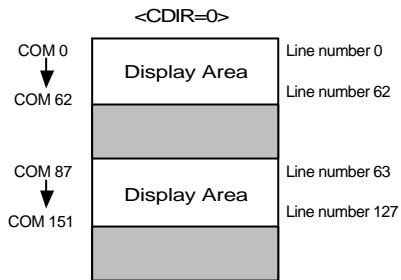 <CDIR=0>
COM 0
Line number 0
Display Area
COM 62
Line number 62
COM 87
Line number 63
Display Area
COM 151
Line number 127